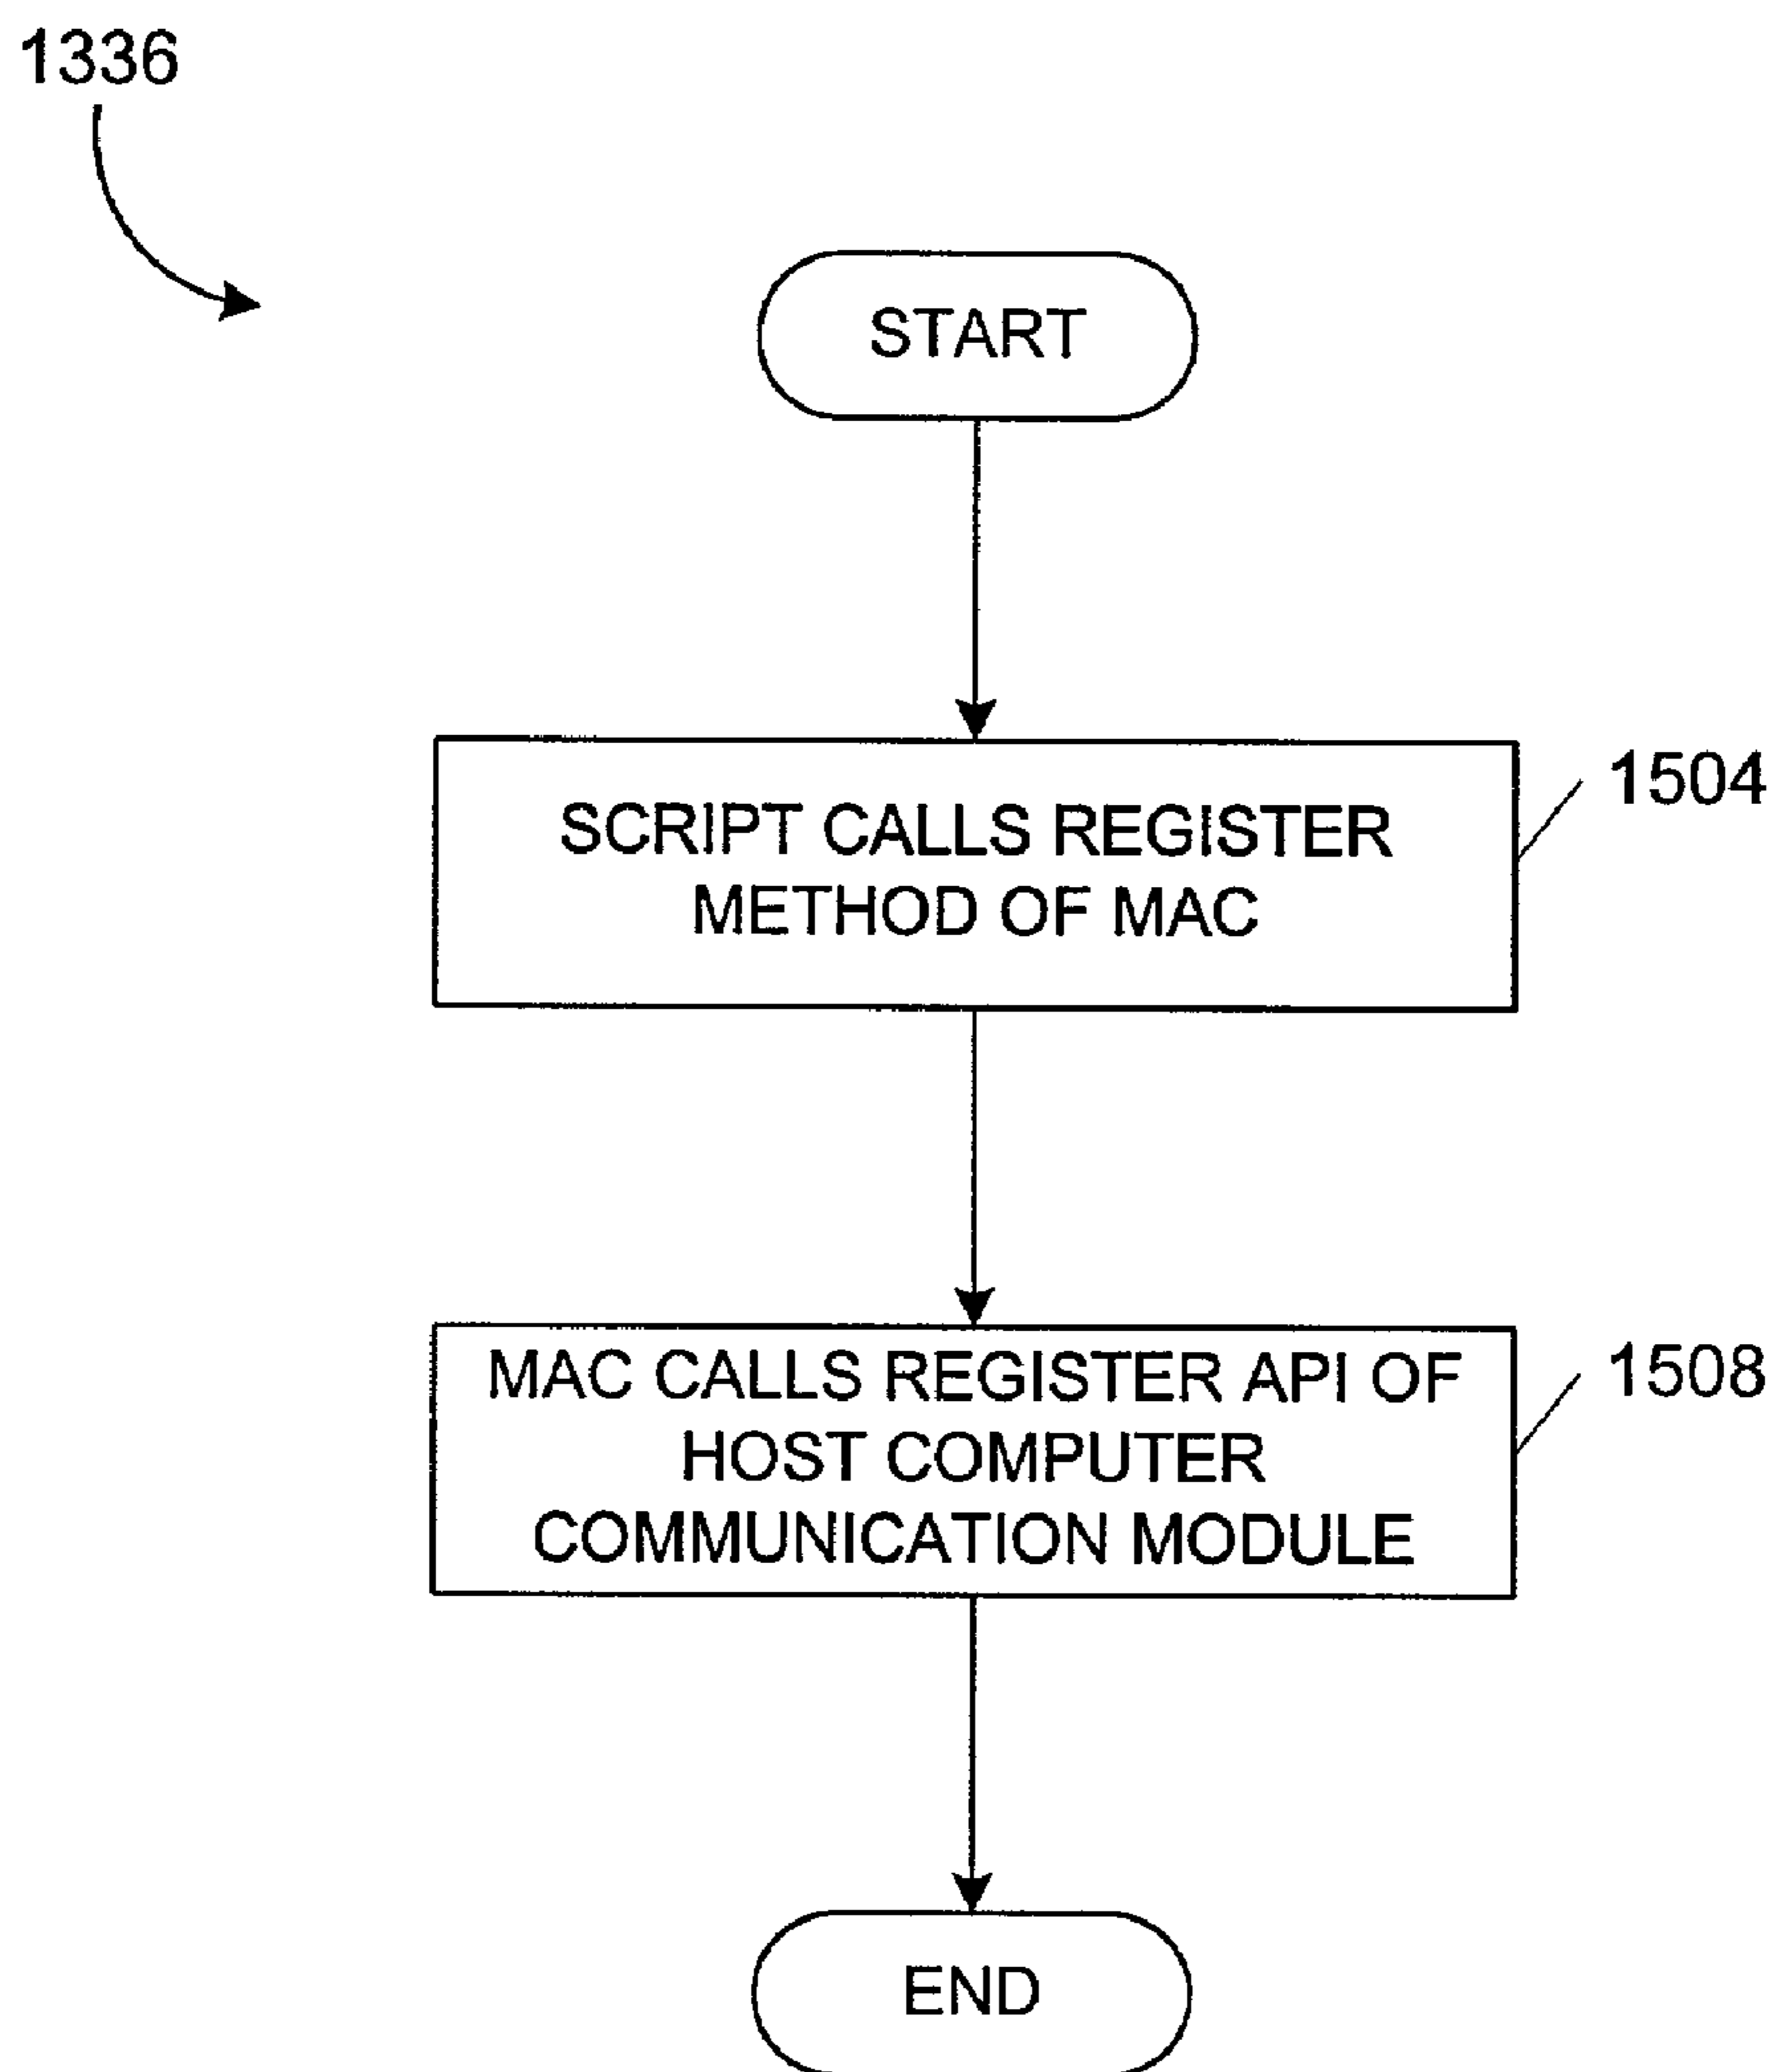 1336
START
SCRIPT CALLS REGISTER
METHOD OF MAC
1504
MAC CALLS REGISTER API OF
HOST COMPUTER
COMMUNICATION MODULE
1508
END